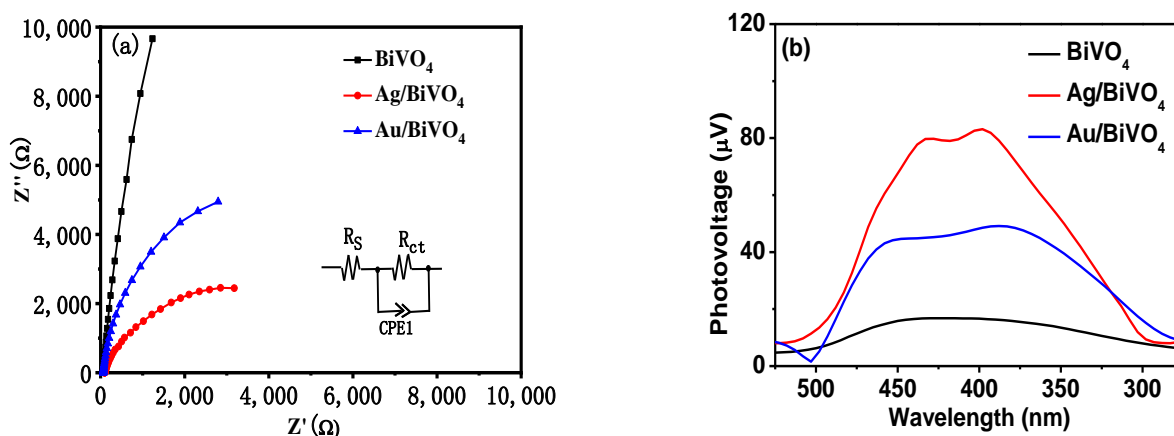 (a)
BiVO4
Ag/BiVO4
Au/BiVO4
10,000
8,000
6,000
4,000
2,000
0
Z''(Ω)
RS
Rct
CPE1
0
2,000
4,000
6,000
8,000
10,000
Z'(Ω)
(b)
BiVO4
Ag/BiVO4
Au/BiVO4
120
80
40
0
Photovoltage (μV)
500
450
400
350
300
Wavelength (nm)